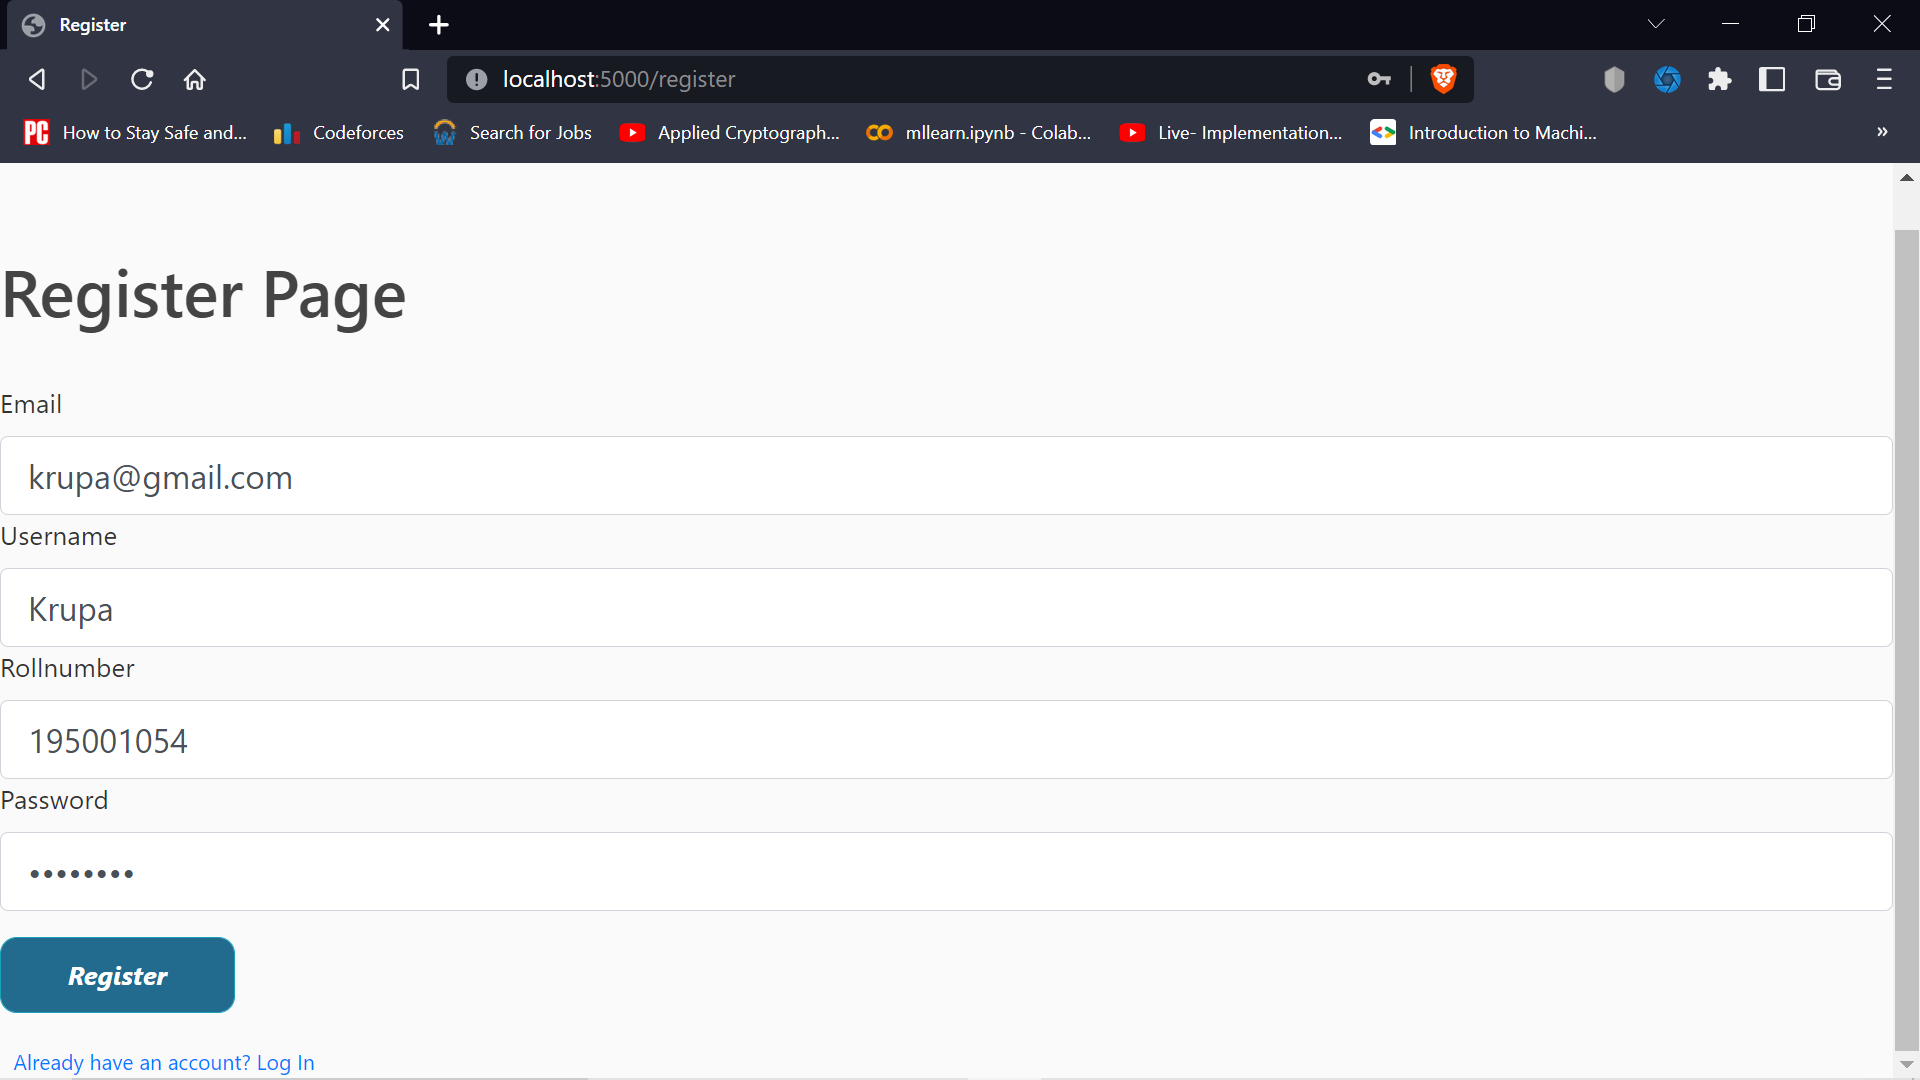 Register
localhost:5000/register
PC How to Stay Safe and... Codeforces Search for Jobs Applied Cryptograph... mllearn.ipynb - Colab... Live- Implementation... Introduction to Machi... »
Register Page
Email
krupa@gmail.com
Username
Krupa
Rollnumber
195001054
Password
••••••••
Register
Already have an account? Log In